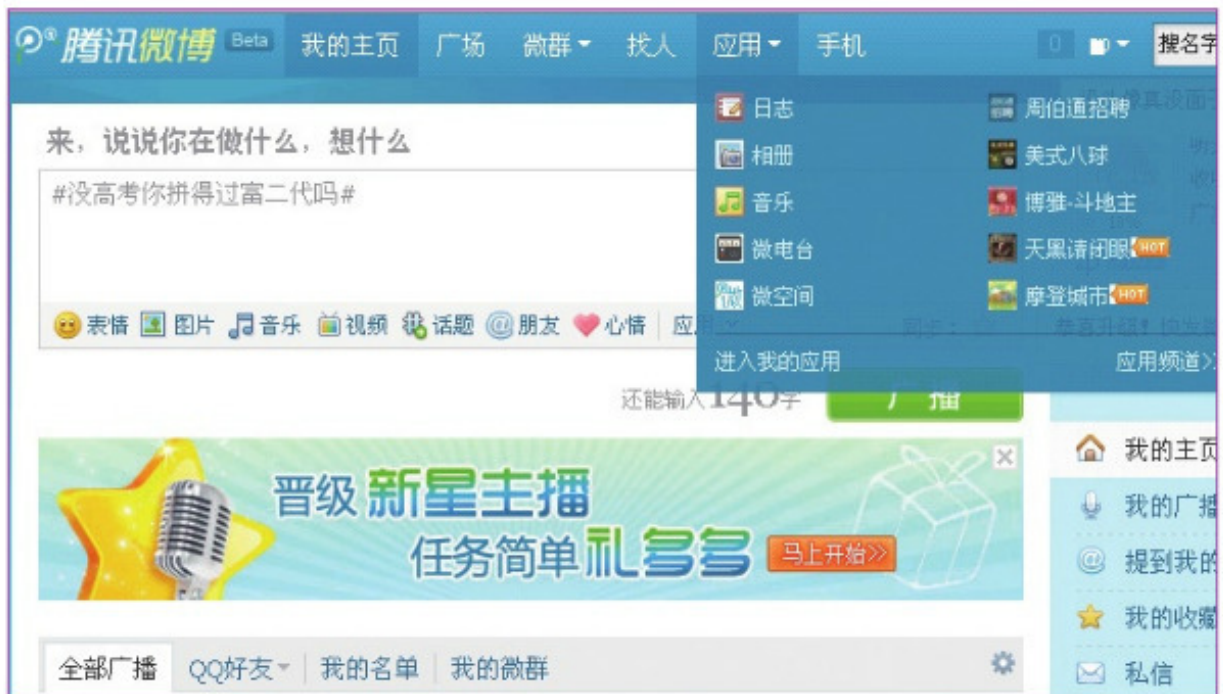 腾讯微博 Beta 我的主页 广场 微群 找人 应用 手机 0 搜名字
日志 周伯通招聘
来，说说你在做什么，想什么
相册 美式八球
#没高考你拼得过富二代吗#
音乐 博雅-斗地主
微电台 天黑请闭眼 HOT
微空间 摩登城市 HOT
表情 图片 音乐 视频 话题 @朋友 心情 应
进入我的应用 应用频道>>
还能输入140字 广播
晋级 新星主播
任务简单 礼多多 马上开始>>
我的主页
我的广播
@ 提到我的
我的收藏
全部广播 QQ好友 我的名单 我的微群
私信